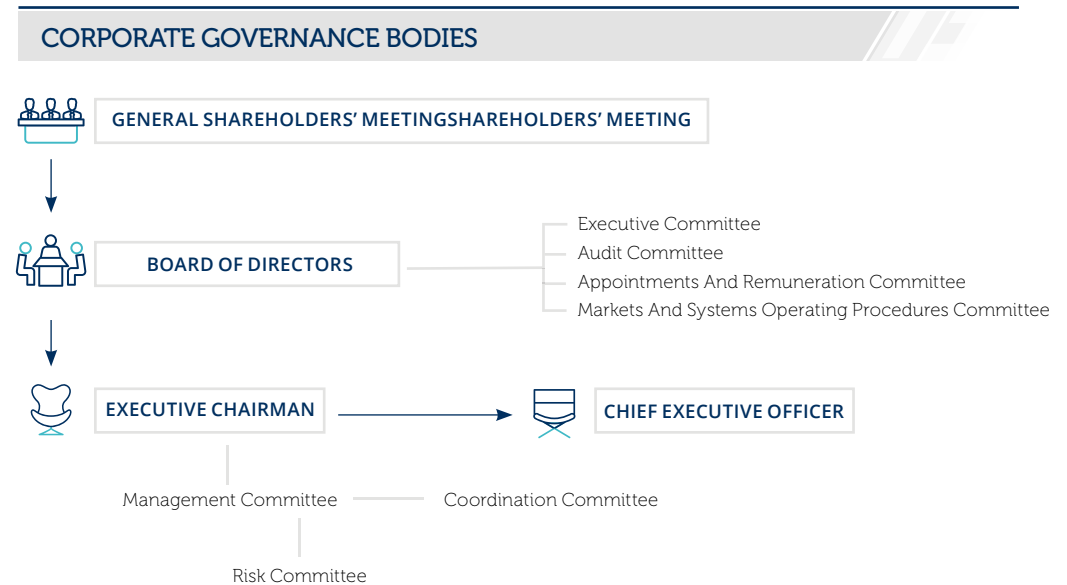 CORPORATE GOVERNANCE BODIES
GENERAL SHAREHOLDERS' MEETINGSHAREHOLDERS' MEETING
BOARD OF DIRECTORS
Executive Committee
Audit Committee
Appointments And Remuneration Committee
Markets And Systems Operating Procedures Committee
EXECUTIVE CHAIRMAN
CHIEF EXECUTIVE OFFICER
Management Committee
Coordination Committee
Risk Committee